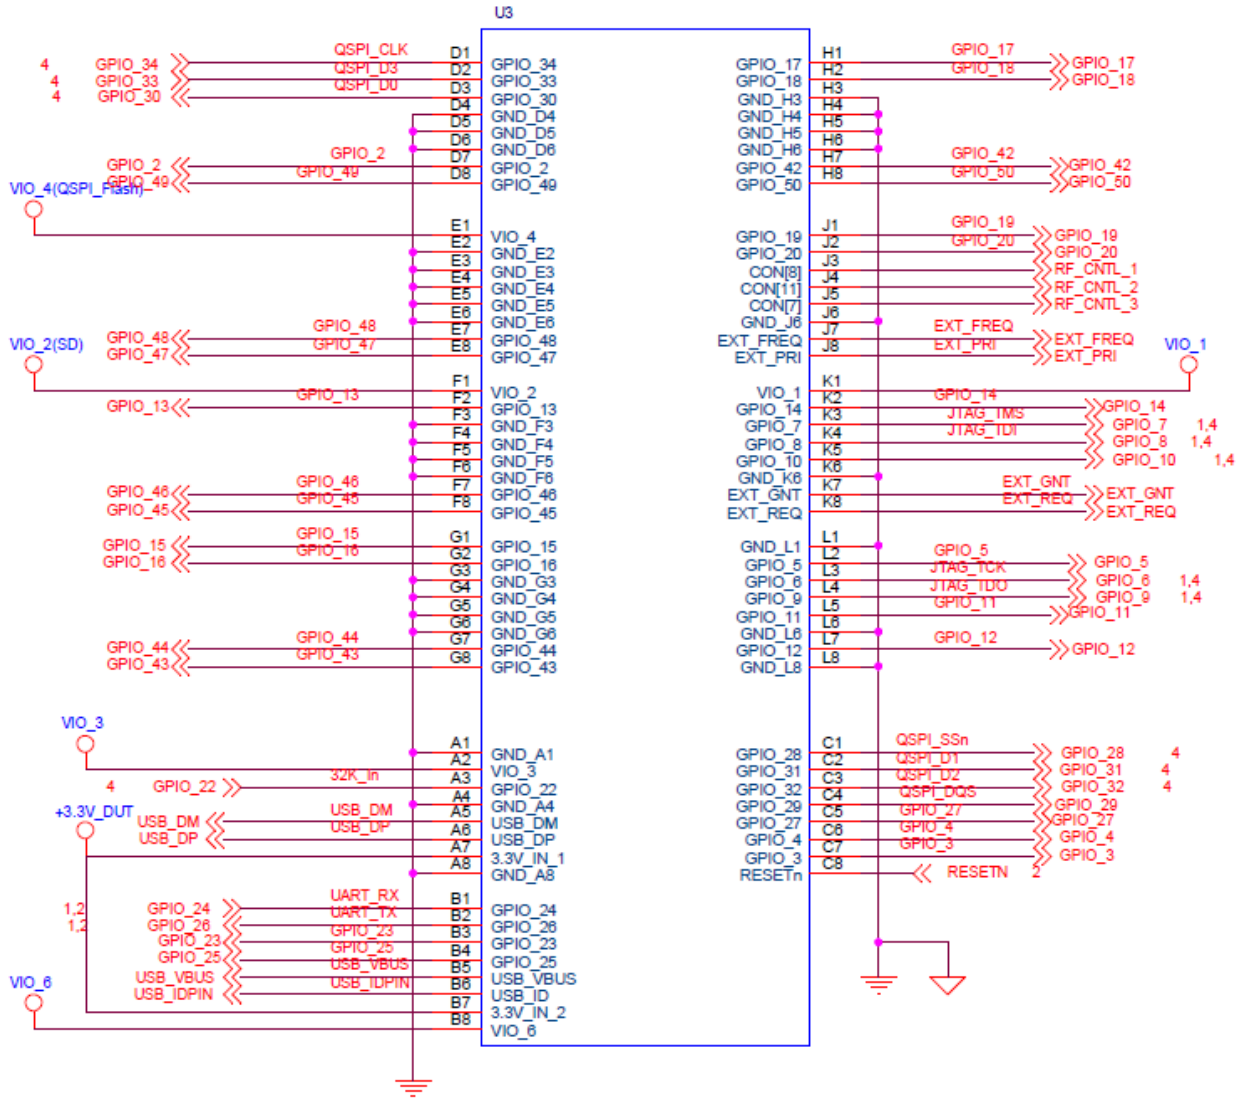 U3
4 GPIO_34 QSPI_CLK D1 GPIO_34 GPIO_17 H1 GPIO_17 GPIO_17
4 GPIO_33 QSPI_D3 D2 GPIO_33 GPIO_18 H2 GPIO_18 GPIO_18
4 GPIO_30 QSPI_D0 D3 GPIO_30 GND_H3 H3
D4 GND_D4 GND_H4 H4
D5 GND_D5 GND_H5 H5
D6 GND_D6 GND_H6 H6
GPIO_2 GPIO_2 D7 GPIO_2 GPIO_42 H7 GPIO_42 GPIO_42
GPIO_49 GPIO_49 D8 GPIO_49 GPIO_50 H8 GPIO_50 GPIO_50
VIO_4(QSPI_Flash)
E1 VIO_4 GPIO_19 J1 GPIO_19 GPIO_19
E2 GND_E2 GPIO_20 J2 GPIO_20 GPIO_20
E3 GND_E3 CON[8] J3 RF_CNTL_1
E4 GND_E4 CON[11] J4 RF_CNTL_2
E5 GND_E5 CON[7] J5 RF_CNTL_3
E6 GND_E6 GND_J6 J6
GPIO_48 GPIO_48 E7 GPIO_48 EXT_FREQ J7 EXT_FREQ EXT_FREQ
GPIO_47 GPIO_47 E8 GPIO_47 EXT_PRI J8 EXT_PRI EXT_PRI
VIO_2(SD) VIO_1
F1 VIO_2 VIO_1 K1
GPIO_13 GPIO_13 F2 GPIO_13 GPIO_14 K2 GPIO_14 GPIO_14
F3 GND_F3 GPIO_7 K3 JTAG_TMS GPIO_7 1,4
F4 GND_F4 GPIO_8 K4 JTAG_TDI GPIO_8 1,4
F5 GND_F5 GPIO_10 K5 GPIO_10 1,4
F6 GND_F6 GND_K6 K6
GPIO_46 GPIO_46 F7 GPIO_46 EXT_GNT K7 EXT_GNT EXT_GNT
GPIO_45 GPIO_45 F8 GPIO_45 EXT_REQ K8 EXT_REQ EXT_REQ
GPIO_15 GPIO_15 G1 GPIO_15 GND_L1 L1
GPIO_16 GPIO_16 G2 GPIO_16 GPIO_5 L2 GPIO_5 GPIO_5
G3 GND_G3 GPIO_6 L3 JTAG_TCK GPIO_6 1,4
G4 GND_G4 GPIO_9 L4 JTAG_TDO GPIO_9 1,4
G5 GND_G5 GPIO_11 L5 GPIO_11 GPIO_11
G6 GND_G6 GND_L6 L6
GPIO_44 GPIO_44 G7 GPIO_44 GPIO_12 L7 GPIO_12 GPIO_12
GPIO_43 GPIO_43 G8 GPIO_43 GND_L8 L8
VIO_3
A1 GND_A1 GPIO_28 C1 QSPI_SSn GPIO_28 4
A2 VIO_3 GPIO_31 C2 QSPI_D1 GPIO_31 4
4 GPIO_22 32K_In A3 GPIO_22 GPIO_32 C3 QSPI_D2 GPIO_32 4
A4 GND_A4 GPIO_29 C4 QSPI_DQS GPIO_29
+3.3V_DUT
USB_DM USB_DM A5 USB_DM GPIO_27 C5 GPIO_27 GPIO_27
USB_DP USB_DP A6 USB_DP GPIO_4 C6 GPIO_4 GPIO_4
A7 3.3V_IN_1 GPIO_3 C7 GPIO_3 GPIO_3
A8 GND_A8 RESETn C8 RESETN 2
1,2 GPIO_24 UART_RX B1 GPIO_24
1,2 GPIO_26 UART_TX B2 GPIO_26
GPIO_23 GPIO_23 B3 GPIO_23
GPIO_25 GPIO_25 B4 GPIO_25
USB_VBUS USB_VBUS B5 USB_VBUS
VIO_6
USB_IDPIN USB_IDPIN B6 USB_ID
B7 3.3V_IN_2
B8 VIO_6